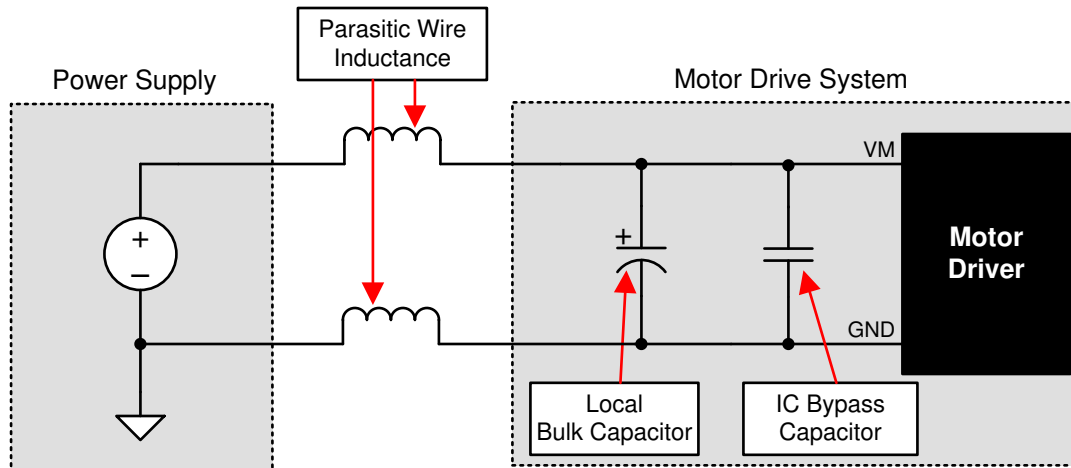 Parasitic Wire
Inductance
Power Supply
Motor Drive System
VM
+
−
+
Motor
Driver
GND
Local
Bulk Capacitor
IC Bypass
Capacitor